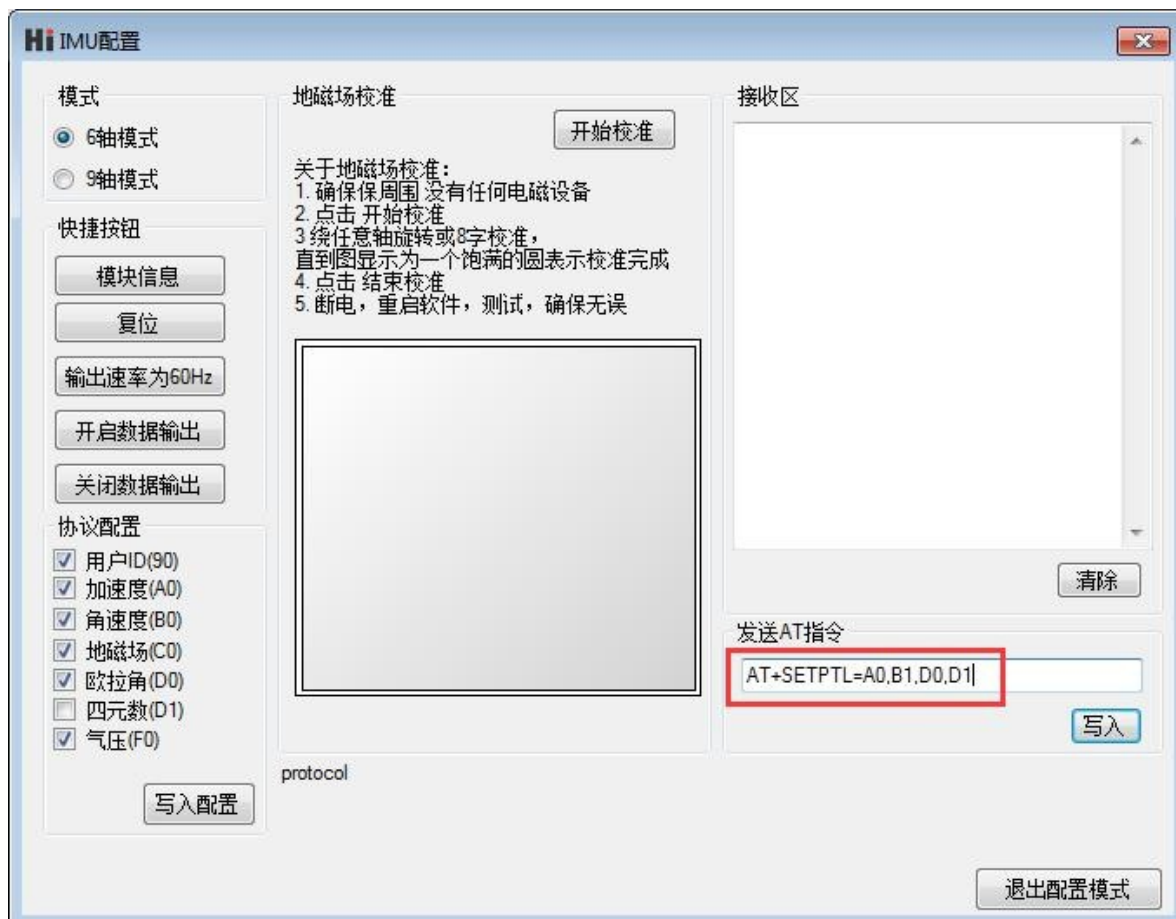 Hi IMU配置
模式
6轴模式
9轴模式
快捷按钮
模块信息
复位
输出速率为60Hz
开启数据输出
关闭数据输出
协议配置
用户ID(90)
加速度(A0)
角速度(B0)
地磁场(C0)
欧拉角(D0)
四元数(D1)
气压(F0)
写入配置
地磁场校准
开始校准
关于地磁场校准：
1. 确保保周围 没有任何电磁设备
2. 点击 开始校准
3 绕任意轴旋转或8字校准，
直到图显示为一个饱满的圆表示校准完成
4. 点击 结束校准
5. 断电，重启软件，测试，确保无误
protocol
接收区
清除
发送AT指令
AT+SETPTL=A0,B1,D0,D1
写入
退出配置模式